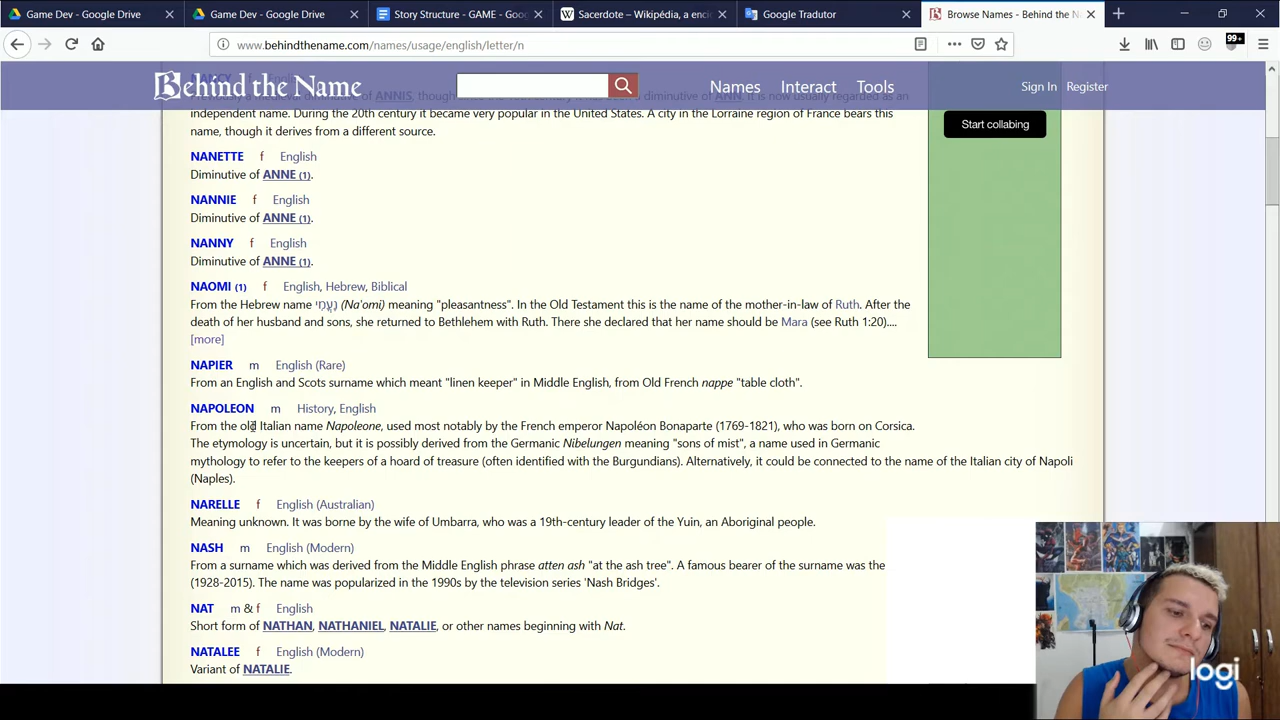 Game Dev - Google Drive
Game Dev - Google Drive
Story Structure - GAME - Goo
Sacerdote – Wikipédia, a enci
Google Tradutor
Browse Names - Behind the Na
www.behindthename.com/names/usage/english/letter/n
99+
Behind the Name
Names
Interact
Tools
Sign In
Register
independent name. During the 20th century it became very popular in the United States. A city in the Lorraine region of France bears this
name, though it derives from a different source.
Start collabing
NANETTE f English
Diminutive of ANNE (1).
NANNIE f English
Diminutive of ANNE (1).
NANNY f English
Diminutive of ANNE (1).
NAOMI (1) f English, Hebrew, Biblical
From the Hebrew name נָעֳמִי (Na'omi) meaning "pleasantness". In the Old Testament this is the name of the mother-in-law of Ruth. After the
death of her husband and sons, she returned to Bethlehem with Ruth. There she declared that her name should be Mara (see Ruth 1:20)....
[more]
NAPIER m English (Rare)
From an English and Scots surname which meant "linen keeper" in Middle English, from Old French nappe "table cloth".
NAPOLEON m History, English
From the old Italian name Napoleone, used most notably by the French emperor Napoléon Bonaparte (1769-1821), who was born on Corsica.
The etymology is uncertain, but it is possibly derived from the Germanic Nibelungen meaning "sons of mist", a name used in Germanic
mythology to refer to the keepers of a hoard of treasure (often identified with the Burgundians). Alternatively, it could be connected to the name of the Italian city of Napoli
(Naples).
NARELLE f English (Australian)
Meaning unknown. It was borne by the wife of Umbarra, who was a 19th-century leader of the Yuin, an Aboriginal people.
NASH m English (Modern)
From a surname which was derived from the Middle English phrase atten ash "at the ash tree". A famous bearer of the surname was the
(1928-2015). The name was popularized in the 1990s by the television series 'Nash Bridges'.
NAT m & f English
Short form of NATHAN, NATHANIEL, NATALIE, or other names beginning with Nat.
NATALEE f English (Modern)
Variant of NATALIE.
logi